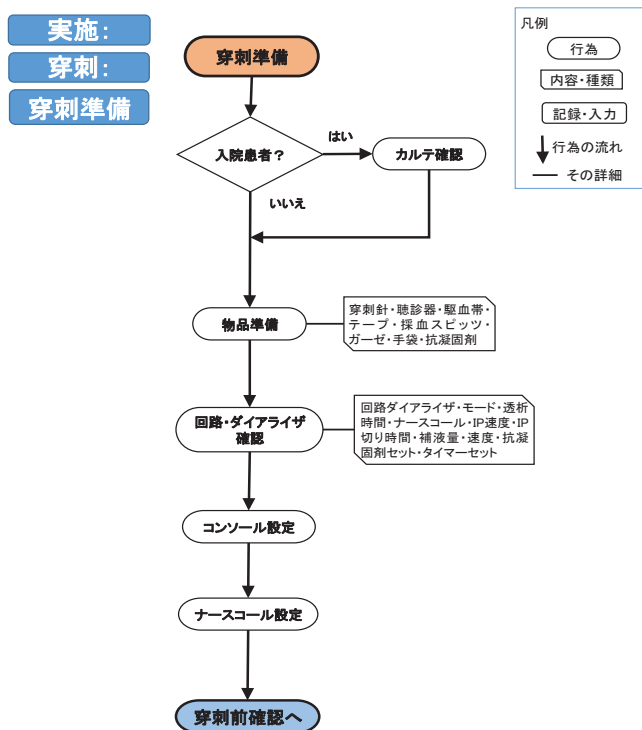 実施：
穿刺：
穿刺準備
穿刺準備
入院患者？
はい
カルテ確認
いいえ
物品準備
穿刺針・聴診器・駆血帯・
テープ・採血スピッツ・
ガーゼ・手袋・抗凝固剤
回路・ダイアライザ
確認
回路ダイアライザ・モード・透析
時間・ナースコール・IP速度・IP
切り時間・補液量・速度・抗凝
固剤セット・タイマーセット
コンソール設定
ナースコール設定
穿刺前確認へ
凡例
行為
内容・種類
記録・入力
行為の流れ
その詳細